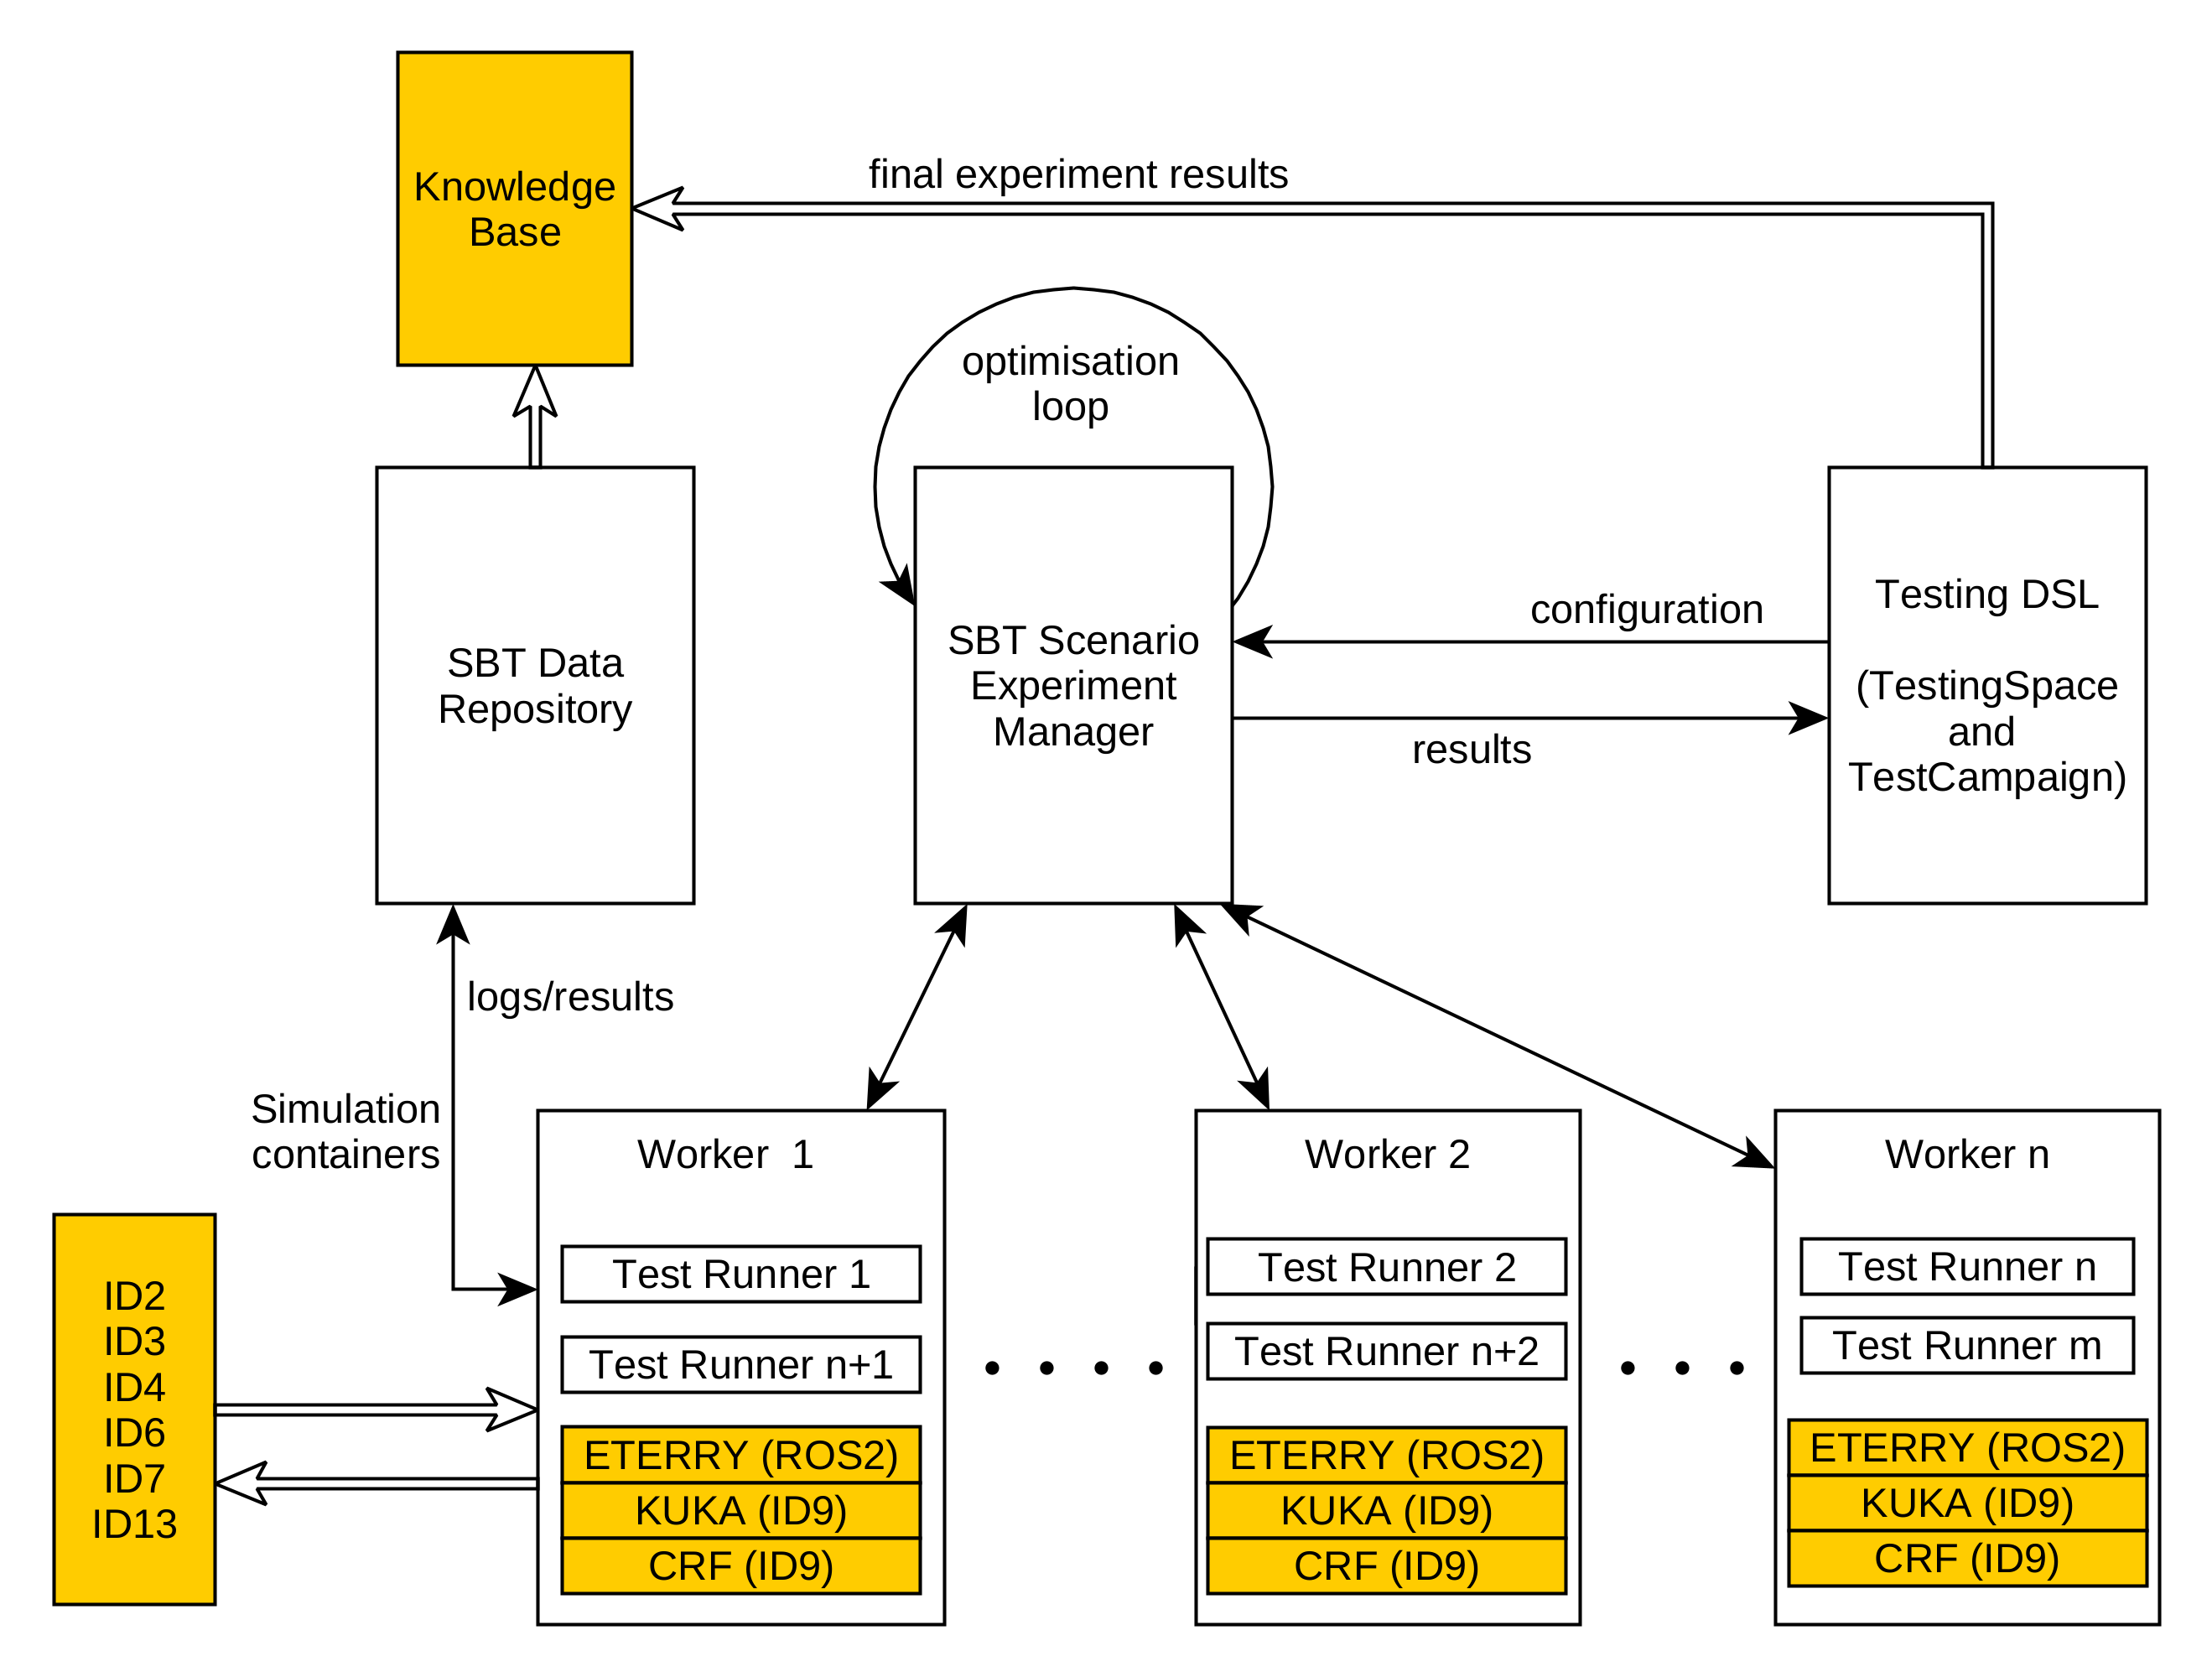 Knowledge
Base
final experiment results
optimisation
loop
SBT Data
Repository
SBT Scenario
Experiment
Manager
configuration
results
Testing DSL
(TestingSpace
and
TestCampaign)
logs/results
Simulation
containers
ID2
ID3
ID4
ID6
ID7
ID13
Worker 1
Test Runner 1
Test Runner n+1
ETERRY (ROS2)
KUKA (ID9)
CRF (ID9)
Worker 2
Test Runner 2
Test Runner n+2
ETERRY (ROS2)
KUKA (ID9)
CRF (ID9)
Worker n
Test Runner n
Test Runner m
ETERRY (ROS2)
KUKA (ID9)
CRF (ID9)